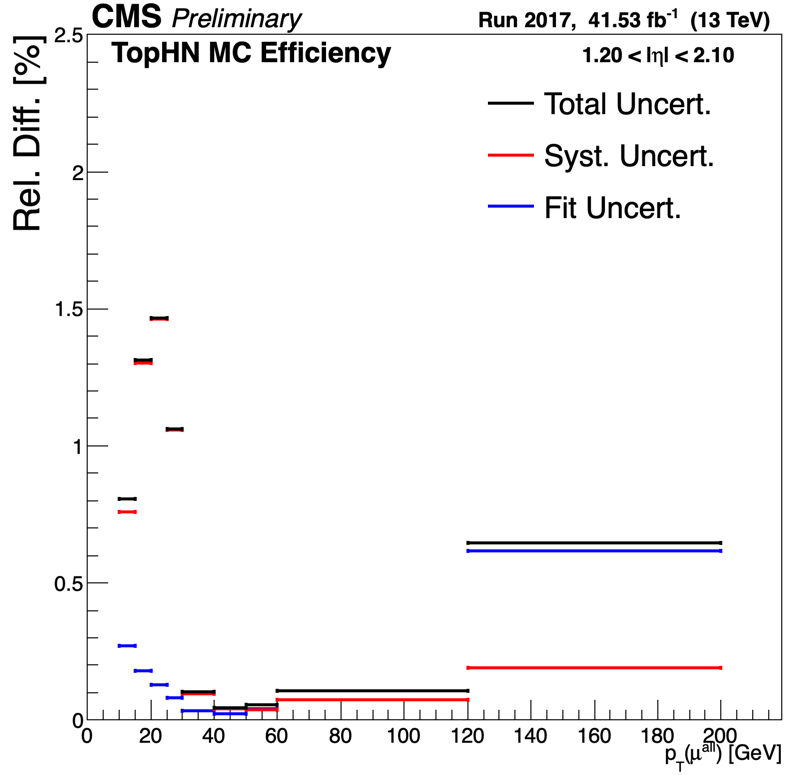 CMS Preliminary
Run 2017, 41.53 fb⁻¹ (13 TeV)
TopHN MC Efficiency
1.20 < |η| < 2.10
Total Uncert.
Syst. Uncert.
Fit Uncert.
Rel. Diff. [%]
2.5
2
1.5
1
0.5
0
0 20 40 60 80 100 120 140 160 180 200
p_T(μ^all) [GeV]